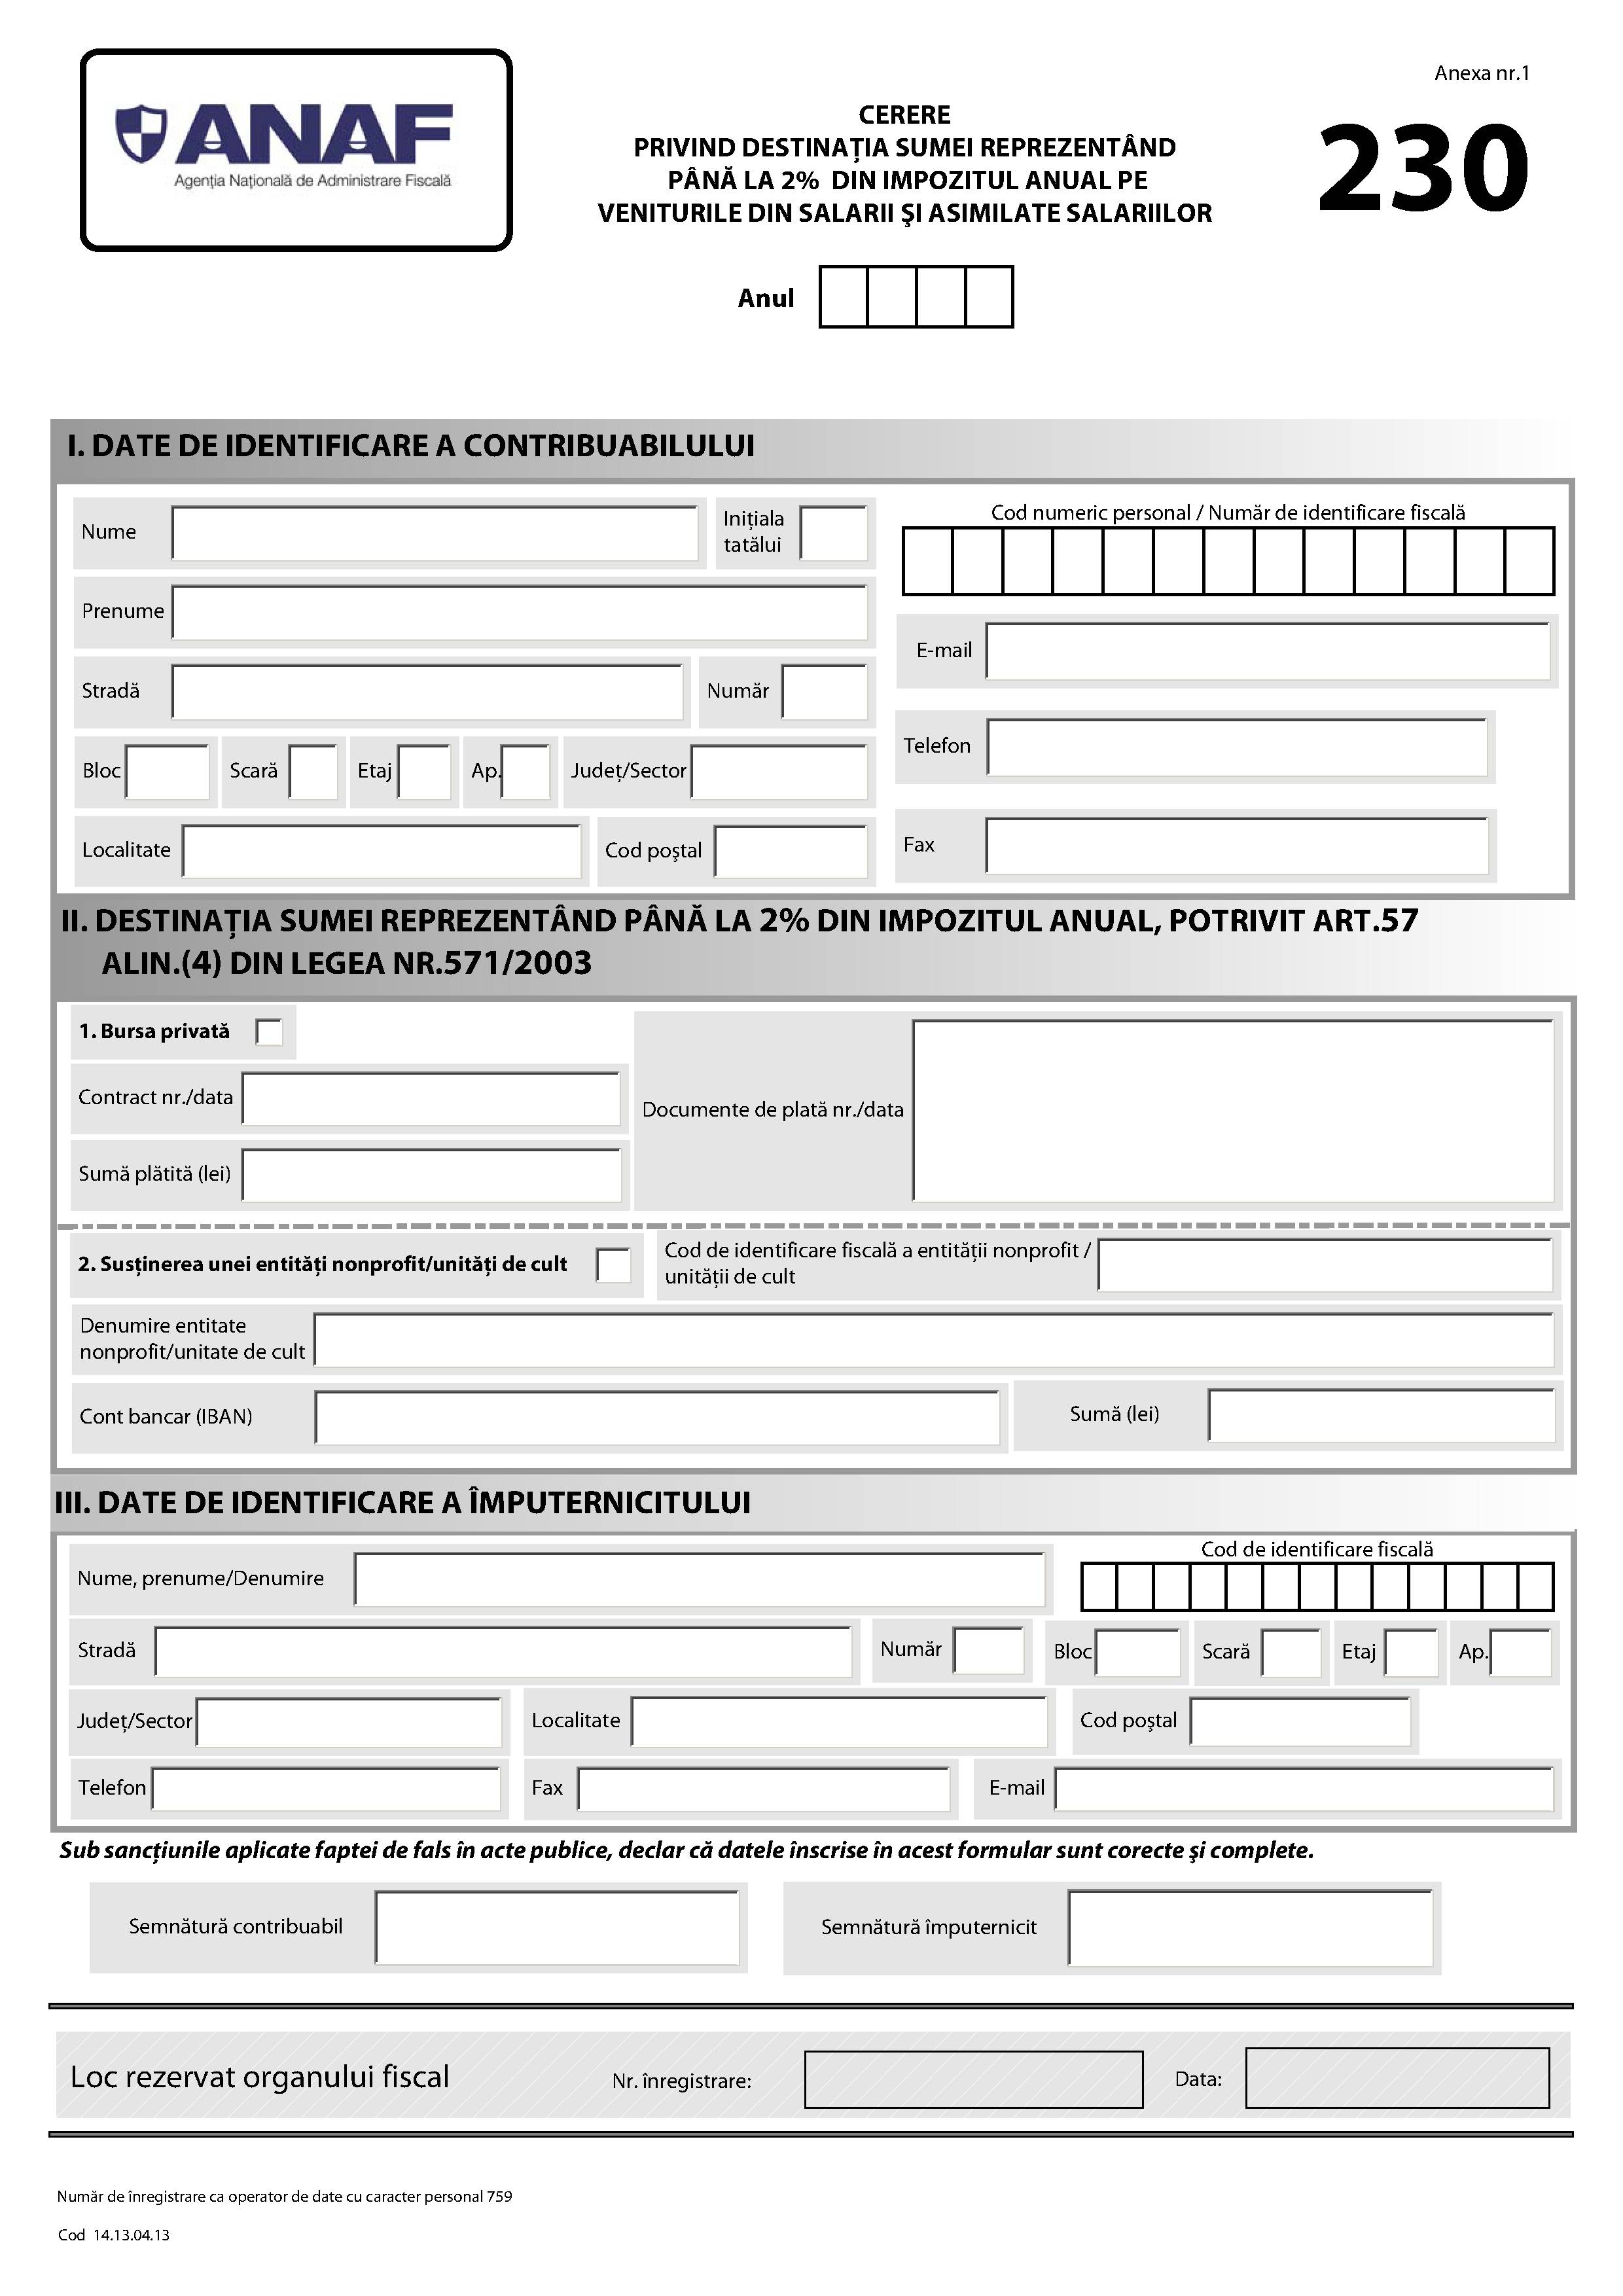 Anexa nr.1
ANAF
Agenția Națională de Administrare Fiscală
CERERE
PRIVIND DESTINAȚIA SUMEI REPREZENTÂND
PÂNĂ LA 2% DIN IMPOZITUL ANUAL PE
VENITURILE DIN SALARII ŞI ASIMILATE SALARIILOR
230
Anul
I. DATE DE IDENTIFICARE A CONTRIBUABILULUI
Nume
Inițiala
tatălui
Cod numeric personal / Număr de identificare fiscală
Prenume
E-mail
Stradă
Număr
Telefon
Bloc
Scară
Etaj
Ap.
Județ/Sector
Localitate
Cod poştal
Fax
II. DESTINAȚIA SUMEI REPREZENTÂND PÂNĂ LA 2% DIN IMPOZITUL ANUAL, POTRIVIT ART.57
ALIN.(4) DIN LEGEA NR.571/2003
1. Bursa privată
Contract nr./data
Documente de plată nr./data
Sumă plătită (lei)
2. Susținerea unei entități nonprofit/unități de cult
Cod de identificare fiscală a entității nonprofit /
unității de cult
Denumire entitate
nonprofit/unitate de cult
Cont bancar (IBAN)
Sumă (lei)
III. DATE DE IDENTIFICARE A ÎMPUTERNICITULUI
Cod de identificare fiscală
Nume, prenume/Denumire
Stradă
Număr
Bloc
Scară
Etaj
Ap.
Județ/Sector
Localitate
Cod poştal
Telefon
Fax
E-mail
Sub sancțiunile aplicate faptei de fals în acte publice, declar că datele înscrise în acest formular sunt corecte şi complete.
Semnătură contribuabil
Semnătură împuternicit
Loc rezervat organului fiscal
Nr. înregistrare:
Data:
Număr de înregistrare ca operator de date cu caracter personal 759
Cod 14.13.04.13